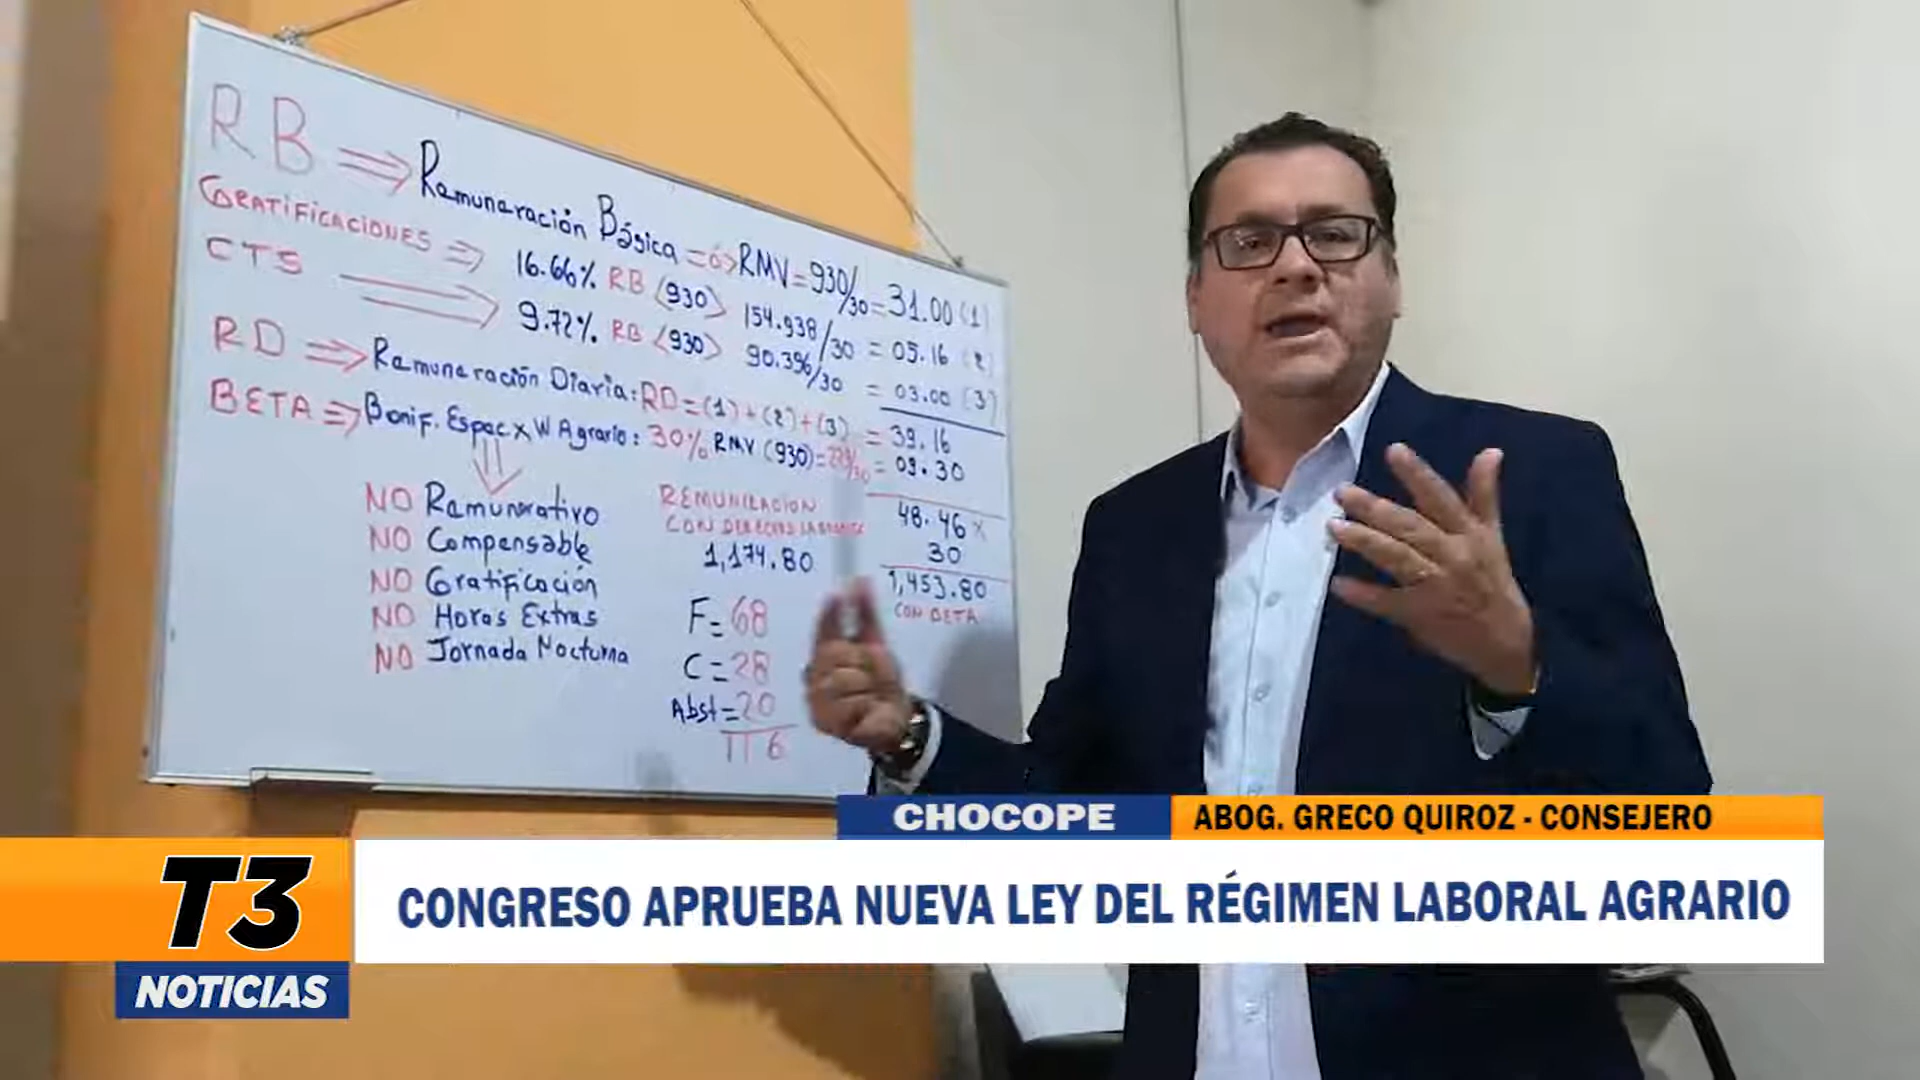 RB ⇒ Remuneración Básica = ó > RMV = 930/30 = 31.00 (1)
GRATIFICACIONES ⇒ 16.66% RB (930) 154.938/30 = 05.16 (2)
CTS ⇒ 9.72% RB (930) 90.396/30 = 03.00 (3)
RD ⇒ Remuneración Diaria: RD = (1) + (2) + (3) = 39.16
BETA ⇒ Bonif. Espec x W Agrario: 30% RMV (930) = /30 = 09.30
NO Remunerativo
NO Compensable
NO Gratificación
NO Horas Extras
NO Jornada Nocturna
REMUNERACION
CON DERECHOS
1,174.80
F = 68
C = 28
Abst = 20
116
48.46 x
30
1,453.80
CON BETA
CHOCOPE
ABOG. GRECO QUIROZ - CONSEJERO
T3
NOTICIAS
CONGRESO APRUEBA NUEVA LEY DEL RÉGIMEN LABORAL AGRARIO